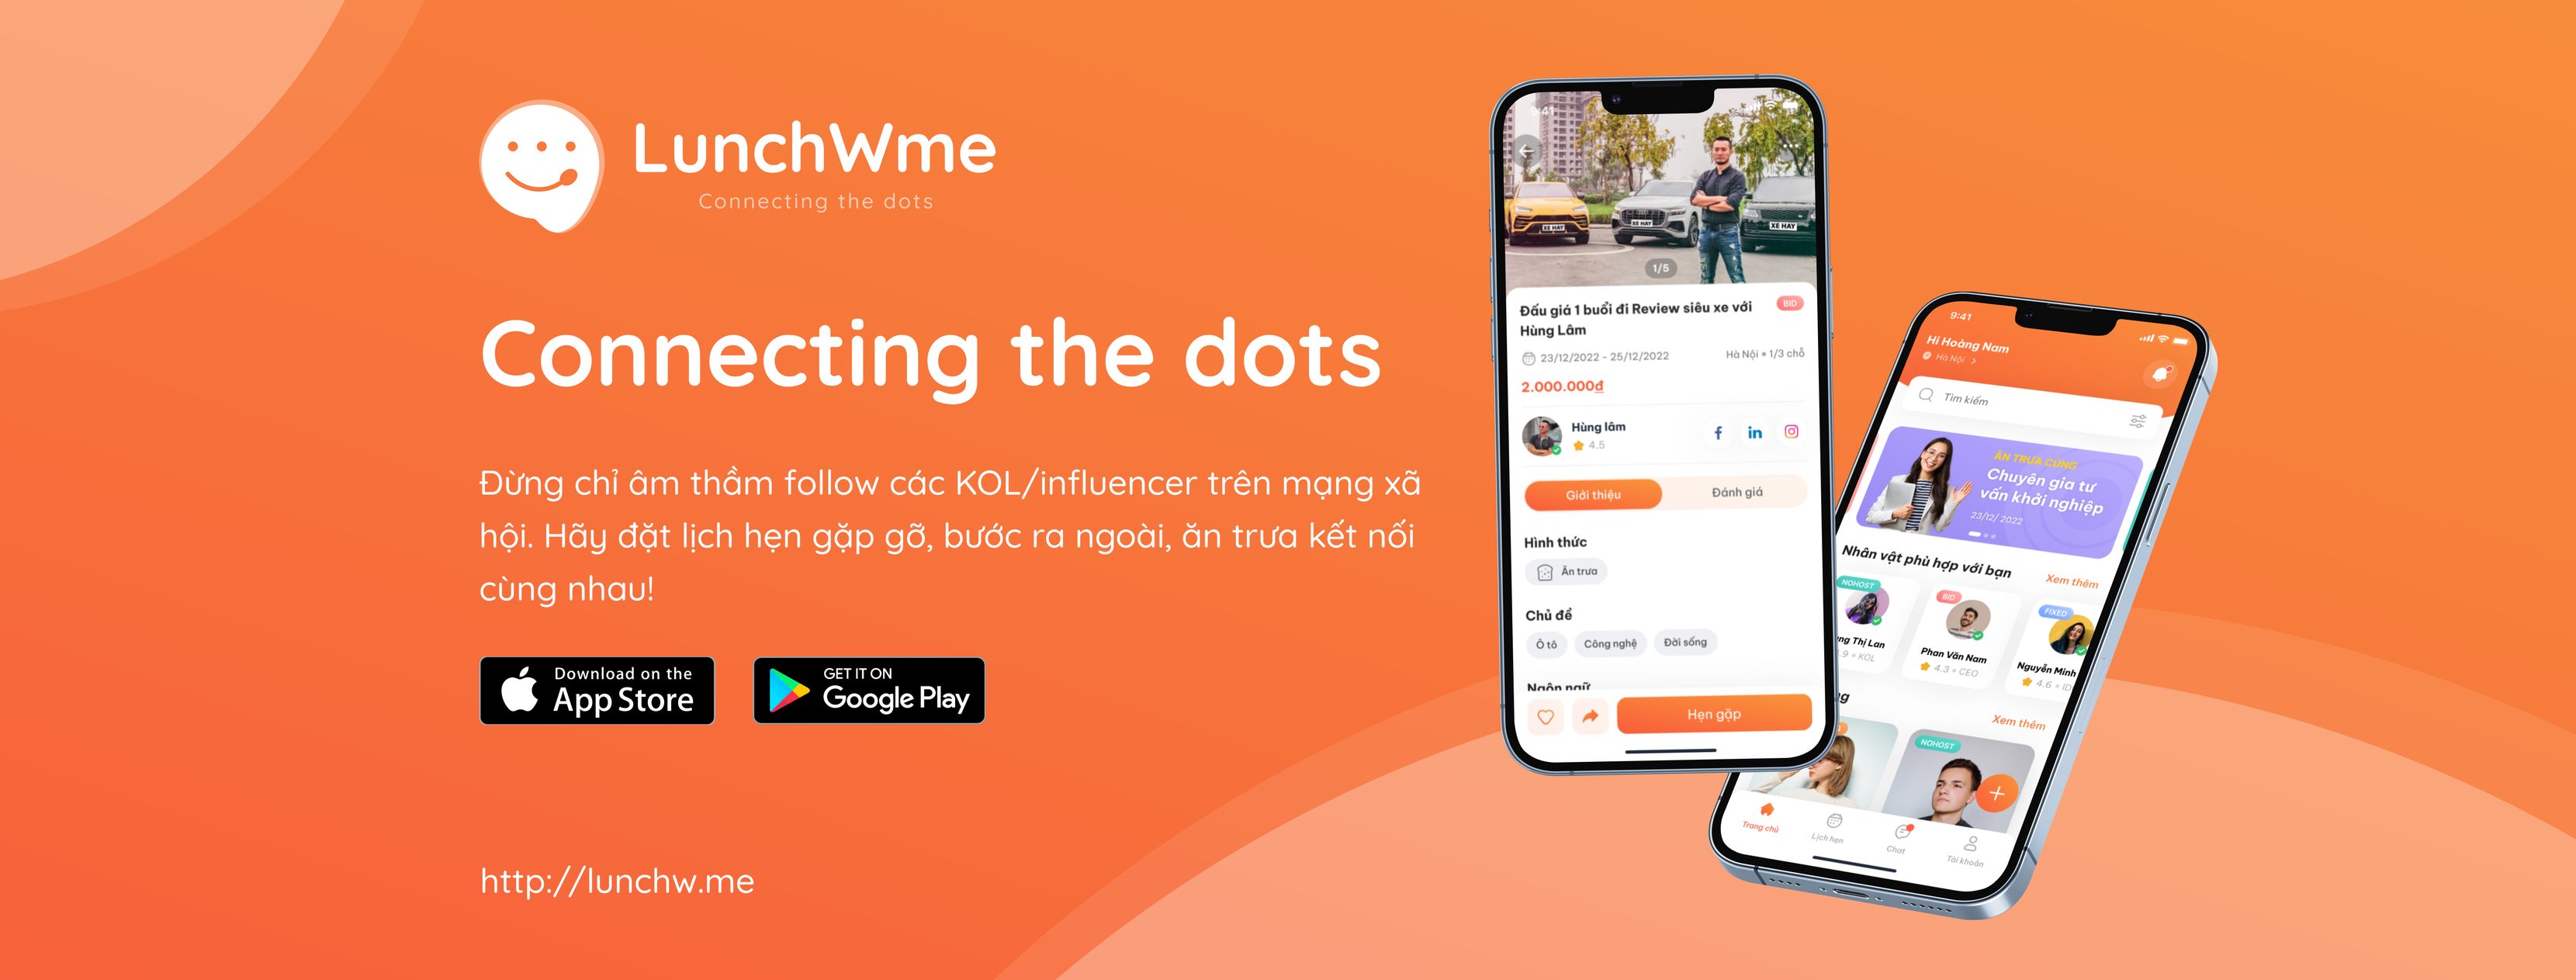 LunchWme
Connecting the dots
Connecting the dots
Đừng chỉ âm thầm follow các KOL/influencer trên mạng xã
hội. Hãy đặt lịch hẹn gặp gỡ, bước ra ngoài, ăn trưa kết nối
cùng nhau!
Download on the
App Store
GET IT ON
Google Play
http://lunchw.me
9:41
XE HAY
XE HAY
XE HAY
1/5
Đấu giá 1 buổi đi Review siêu xe với
Hùng Lâm
BID
23/12/2022 - 25/12/2022
Hà Nội • 1/3 chỗ
2.000.000đ
Hùng lâm
4.5
Giới thiệu
Đánh giá
Hình thức
Ăn trưa
Chủ đề
Ô tô
Công nghệ
Đời sống
Ngôn ngữ
Hẹn gặp
9:41
Hi Hoàng Nam
Hà Nội
Tìm kiếm
ĂN TRƯA CÙNG
Chuyên gia tư
vấn khởi nghiệp
23/12/ 2022
Nhân vật phù hợp với bạn
Xem thêm
NOHOST
ng Thị Lan
.9 • KOL
BID
Phan Văn Nam
4.3 • CEO
FIXED
Nguyễn Minh
4.6 • ID
ng
Xem thêm
NOHOST
Trang chủ
Lịch hẹn
Chat
Tài khoản